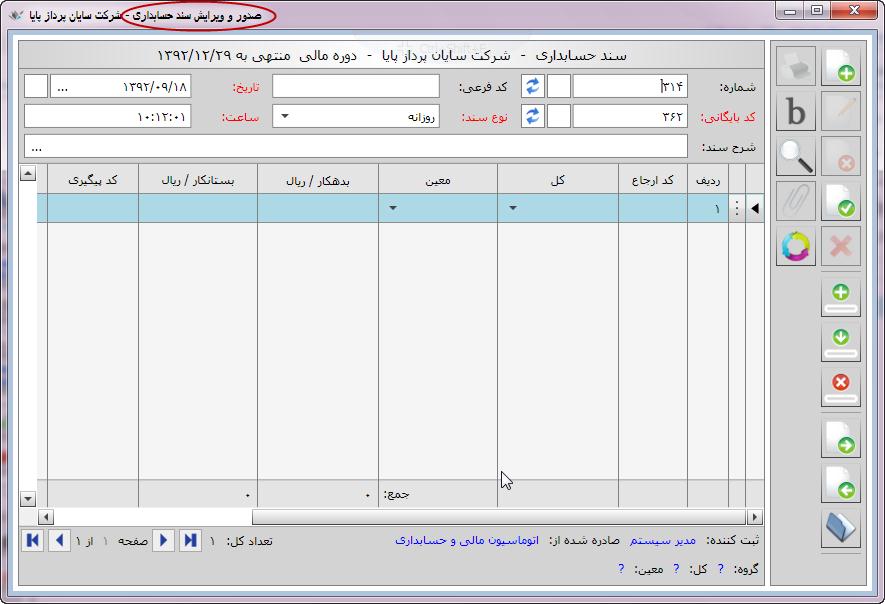 صدور و ویرایش سند حسابداری - شرکت سایان پرداز پایا
سند حسابداری - شرکت سایان پرداز پایا - دوره مالی منتهی به ۱۳۹۲/۱۲/۲۹
شماره: ۳۱۴ کد فرعی: تاریخ: ۱۳۹۲/۰۹/۱۸ ...
کد بایگانی: ۳۶۲ نوع سند: روزانه ساعت: ۱۰:۱۲:۰۱
شرح سند: ...
ردیف کد ارجاع کل معین بدهکار / ریال بستانکار / ریال کد پیگیری
۱
جمع: ۰ ۰
ثبت کننده: مدیر سیستم صادره شده از: اتوماسیون مالی و حسابداری تعداد کل: ۱ صفحه ۱ از ۱
گروه: ? کل: ? معین: ?
b